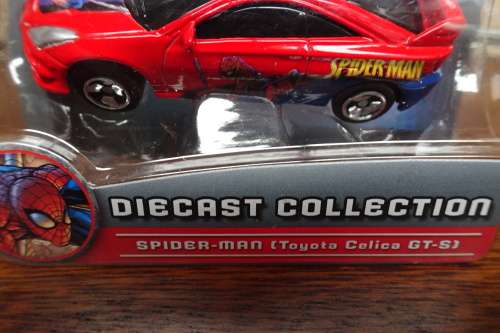 SPIDER-MAN
DIECAST COLLECTION
SPIDER-MAN (Toyota Celica GT-S)